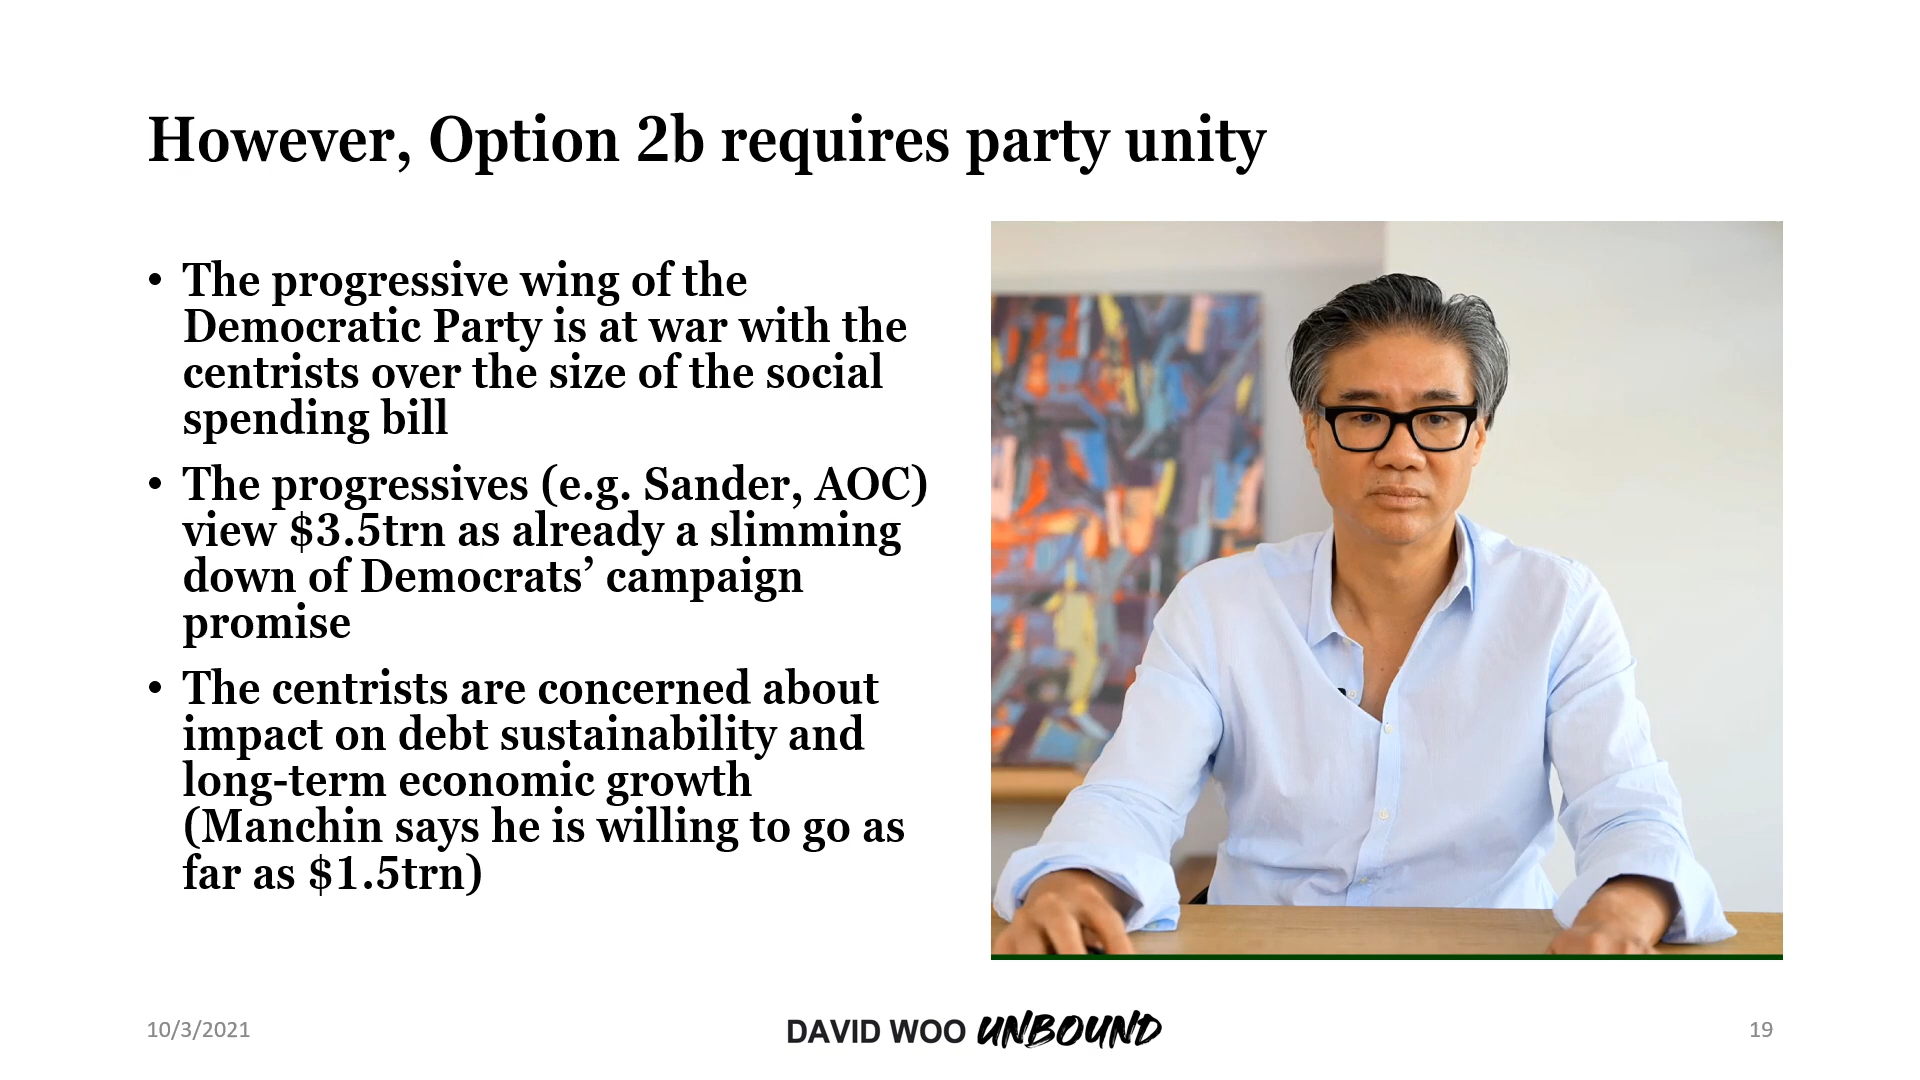 However, Option 2b requires party unity
• The progressive wing of the
Democratic Party is at war with the
centrists over the size of the social
spending bill
• The progressives (e.g. Sander, AOC)
view $3.5trn as already a slimming
down of Democrats’ campaign
promise
• The centrists are concerned about
impact on debt sustainability and
long-term economic growth
(Manchin says he is willing to go as
far as $1.5trn)
10/3/2021
DAVID WOO UNBOUND
19